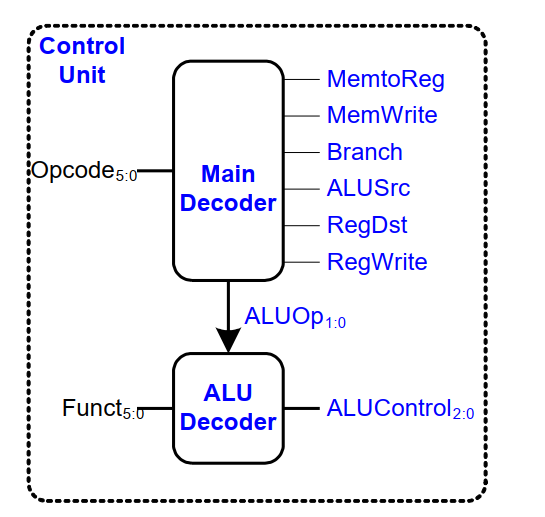 Control
Unit
MemtoReg
MemWrite
Branch
ALUSrc
RegDst
RegWrite
Opcode5:0
Main
Decoder
ALUOp1:0
Funct5:0
ALU
Decoder
ALUControl2:0